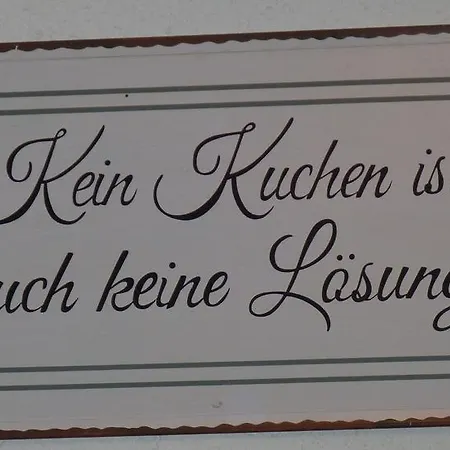 Kein Kuchen is
uch keine Lösung